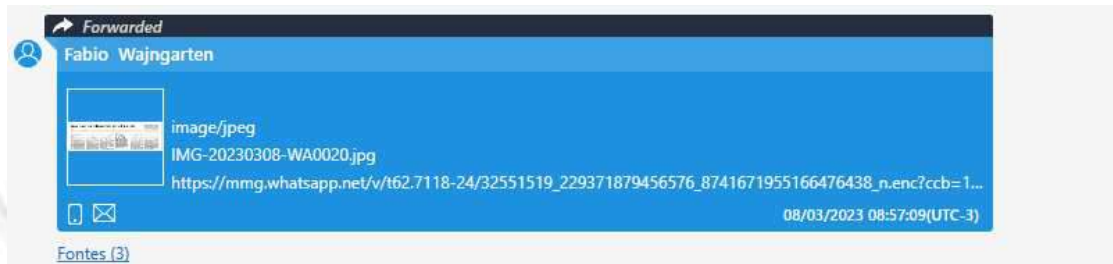 Forwarded
Fabio Wajngarten
image/jpeg
IMG-20230308-WA0020.jpg
https://mmg.whatsapp.net/v/t62.7118-24/32551519_229371879456576_8741671955166476438_n.enc?ccb=1...
08/03/2023 08:57:09(UTC-3)
Fontes (3)